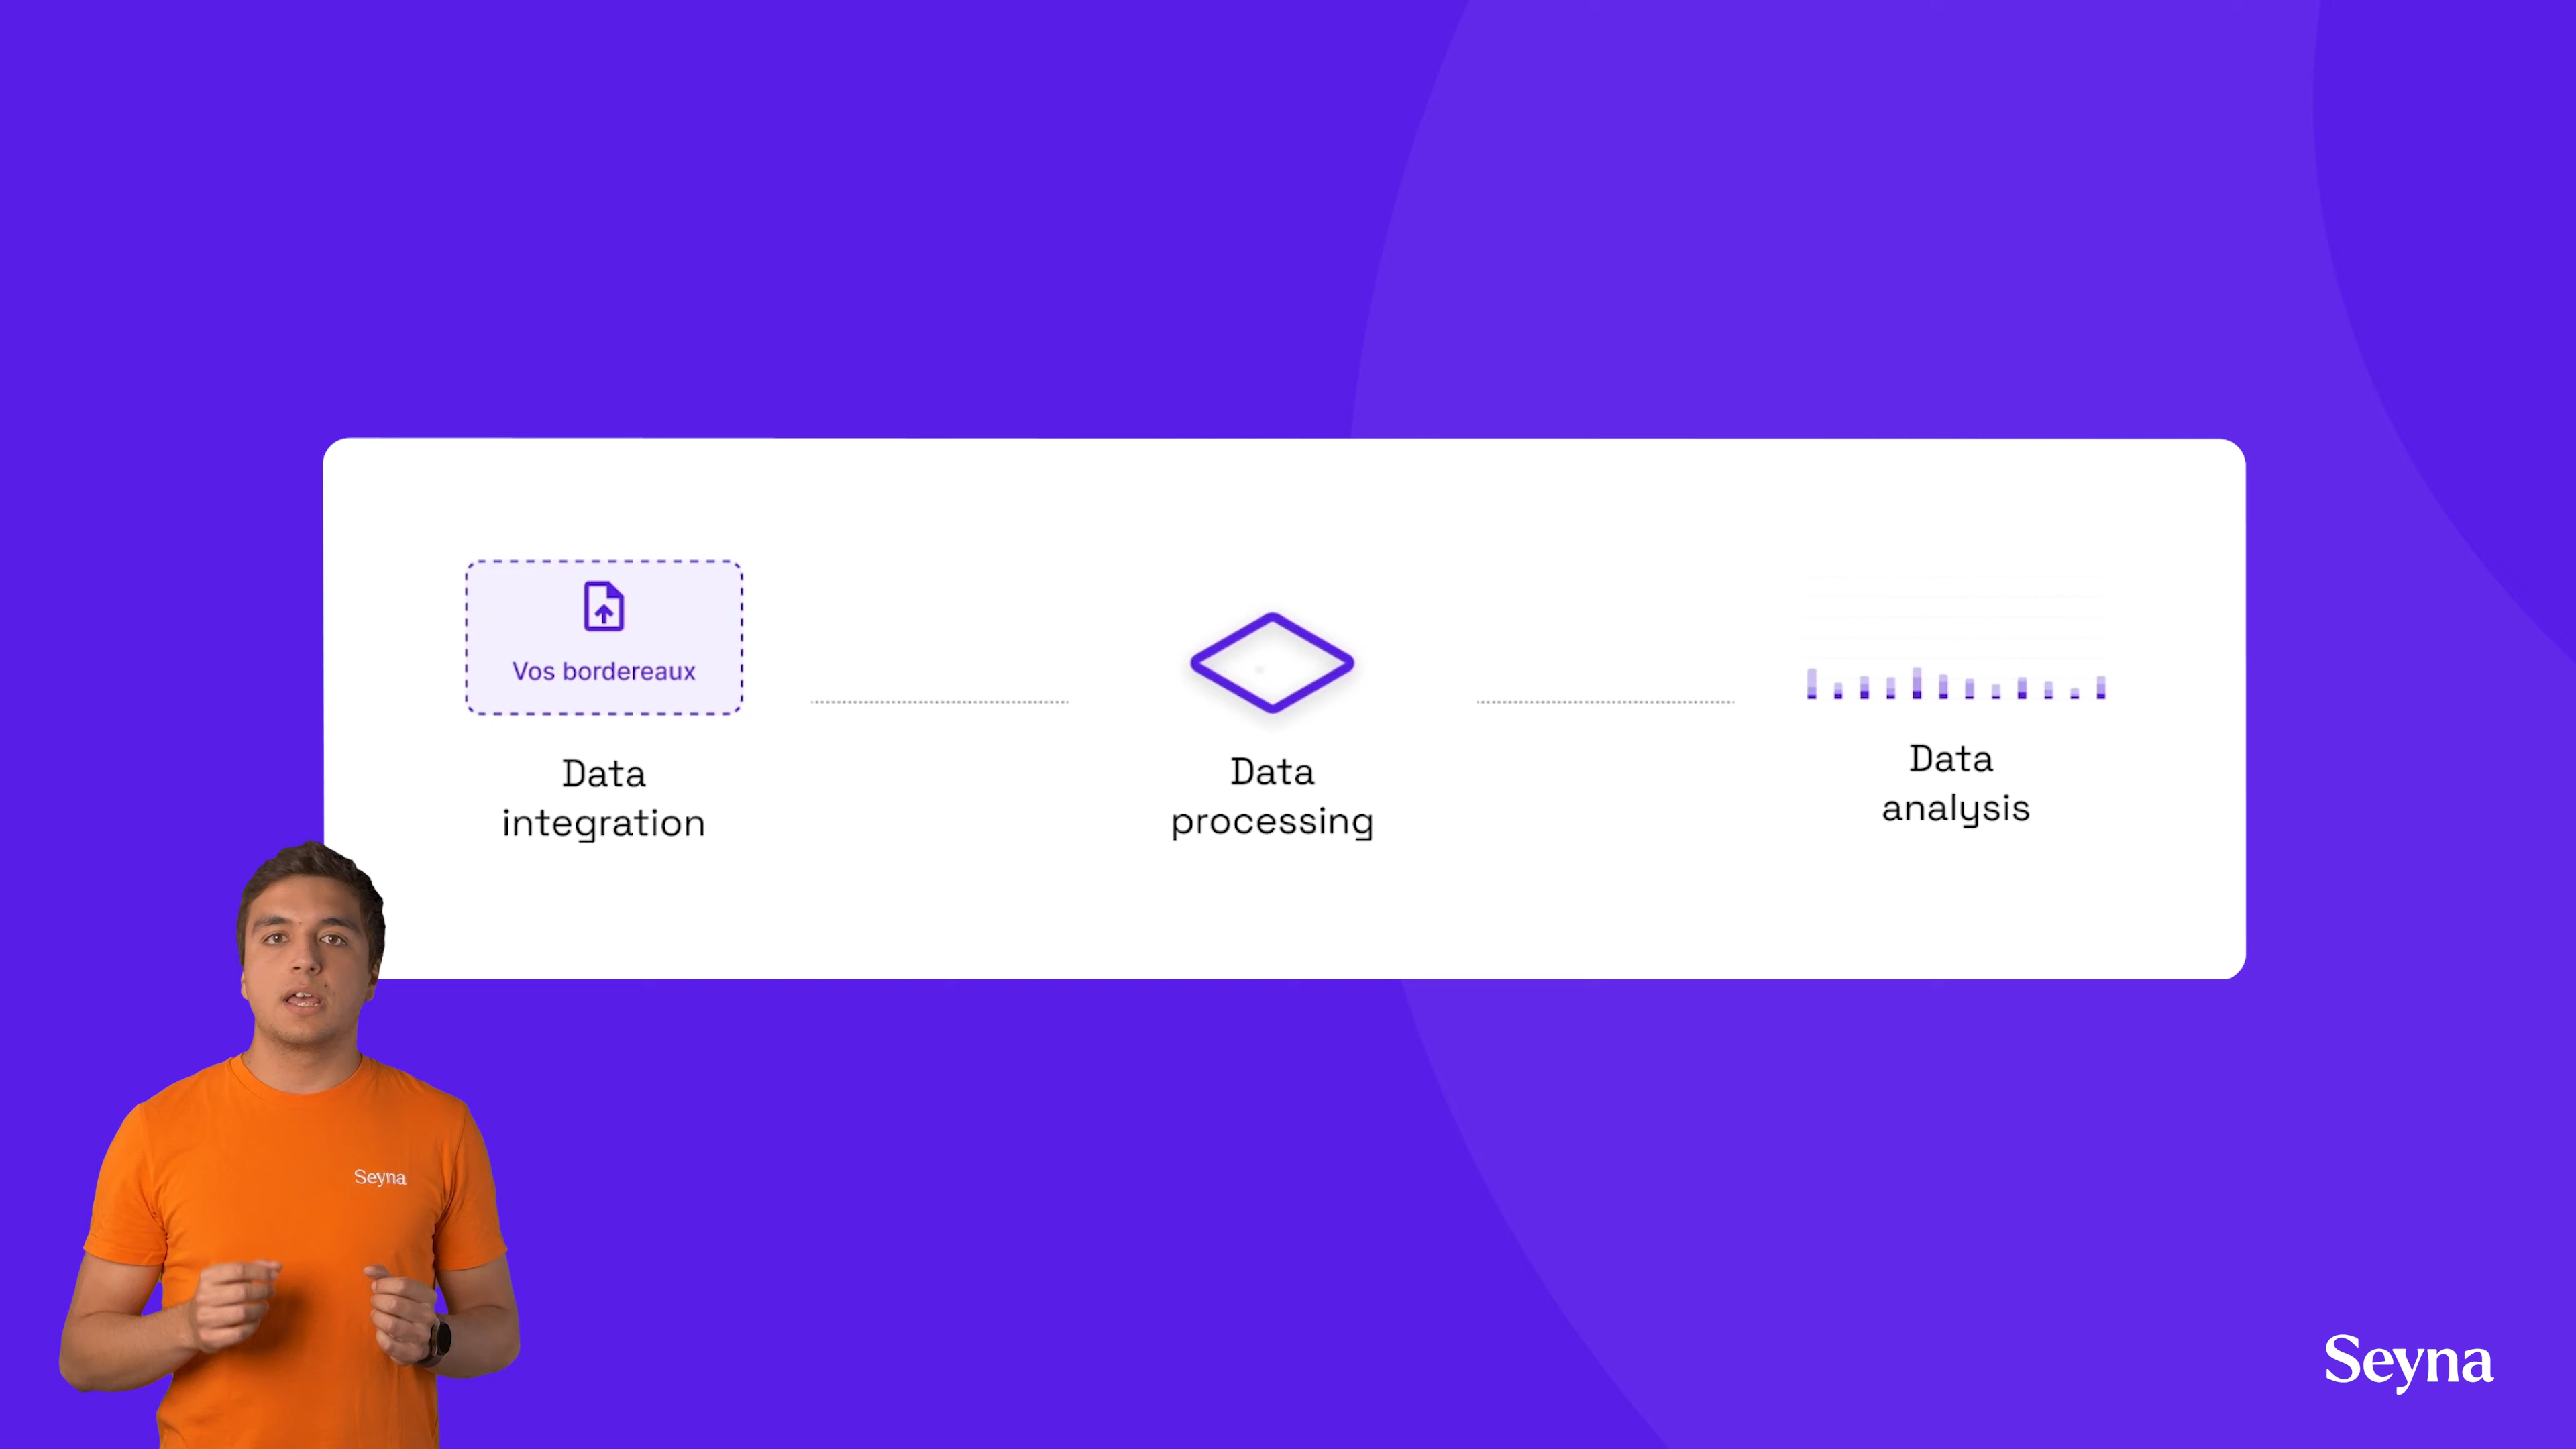 Vos bordereaux
Data
integration
Data
processing
Data
analysis
Seyna
Seyna